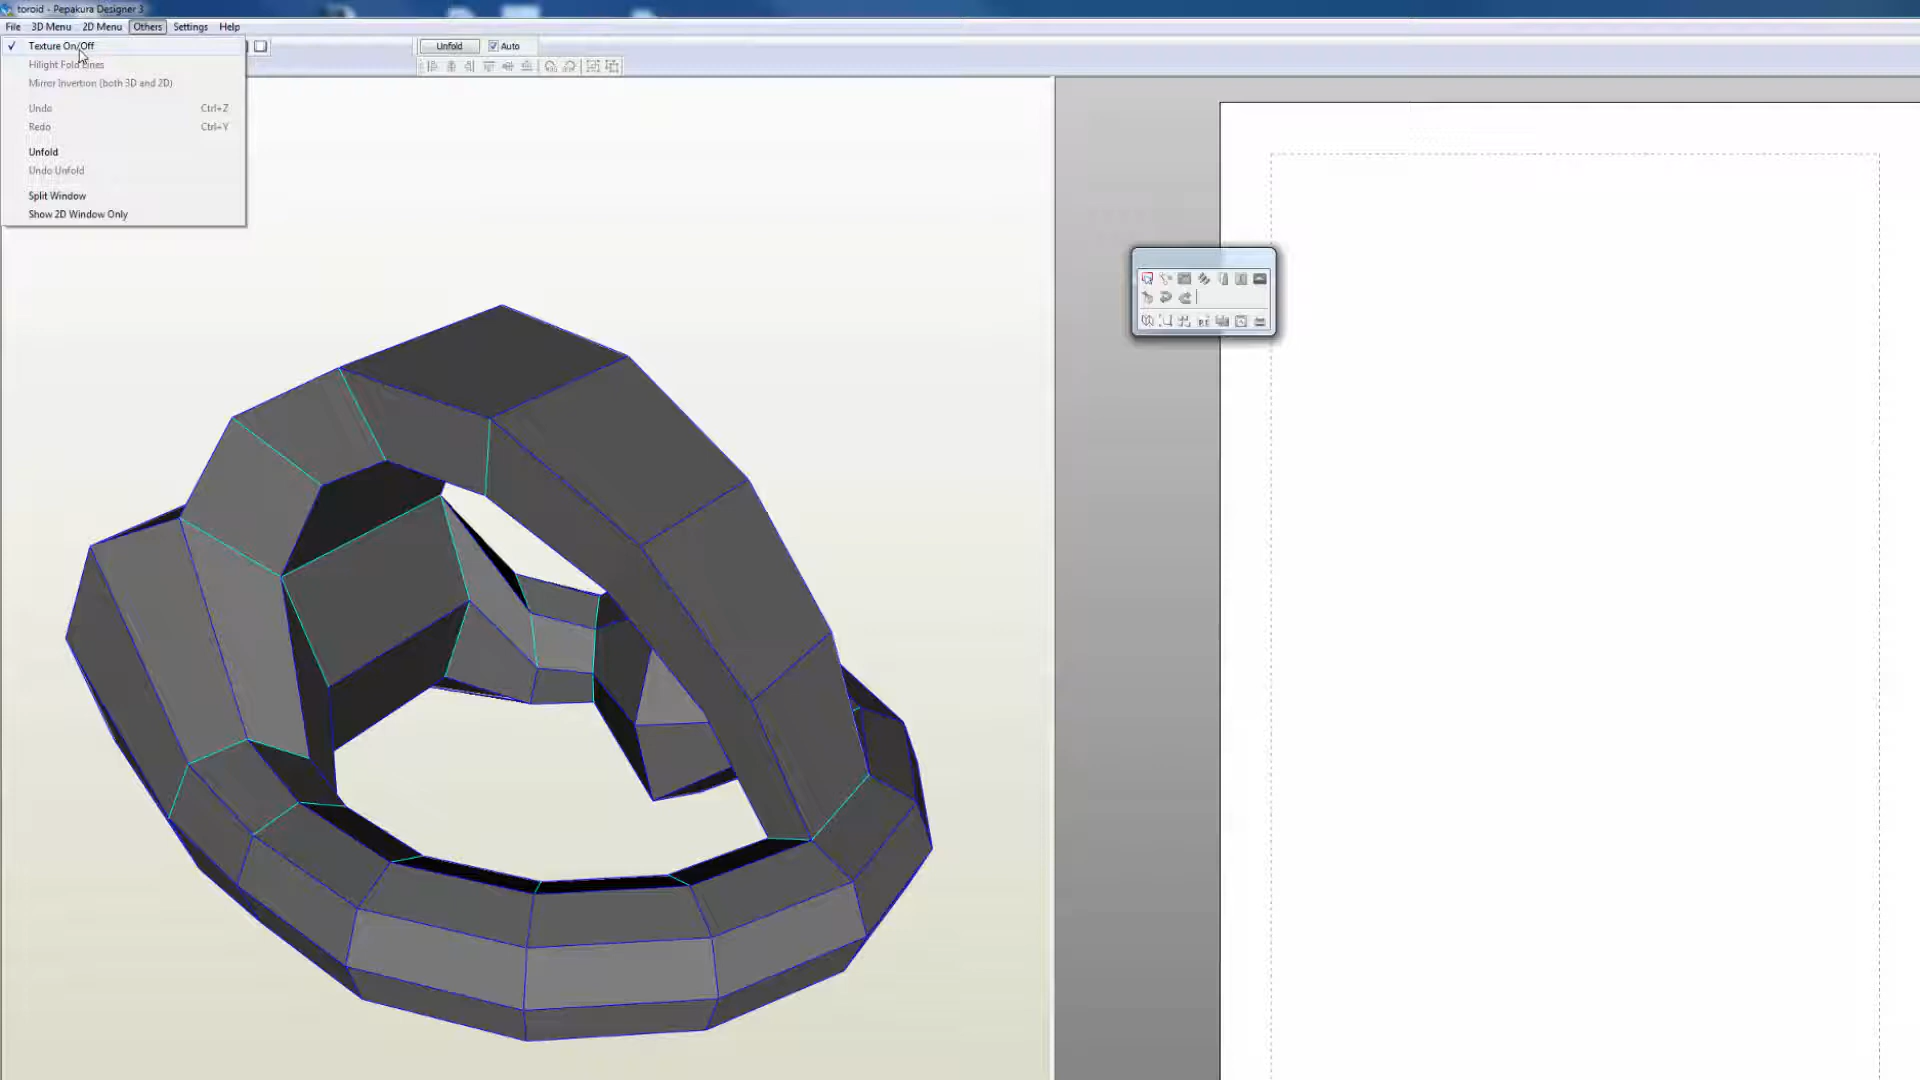 toroid - Pepakura Designer 3
File 3D Menu 2D Menu Others Settings Help
✓ Texture On/Off
Hilight Fold Lines
Mirror Invertion (both 3D and 2D)
Undo Ctrl+Z
Redo Ctrl+Y
Unfold
Undo Unfold
Split Window
Show 2D Window Only
Unfold Auto